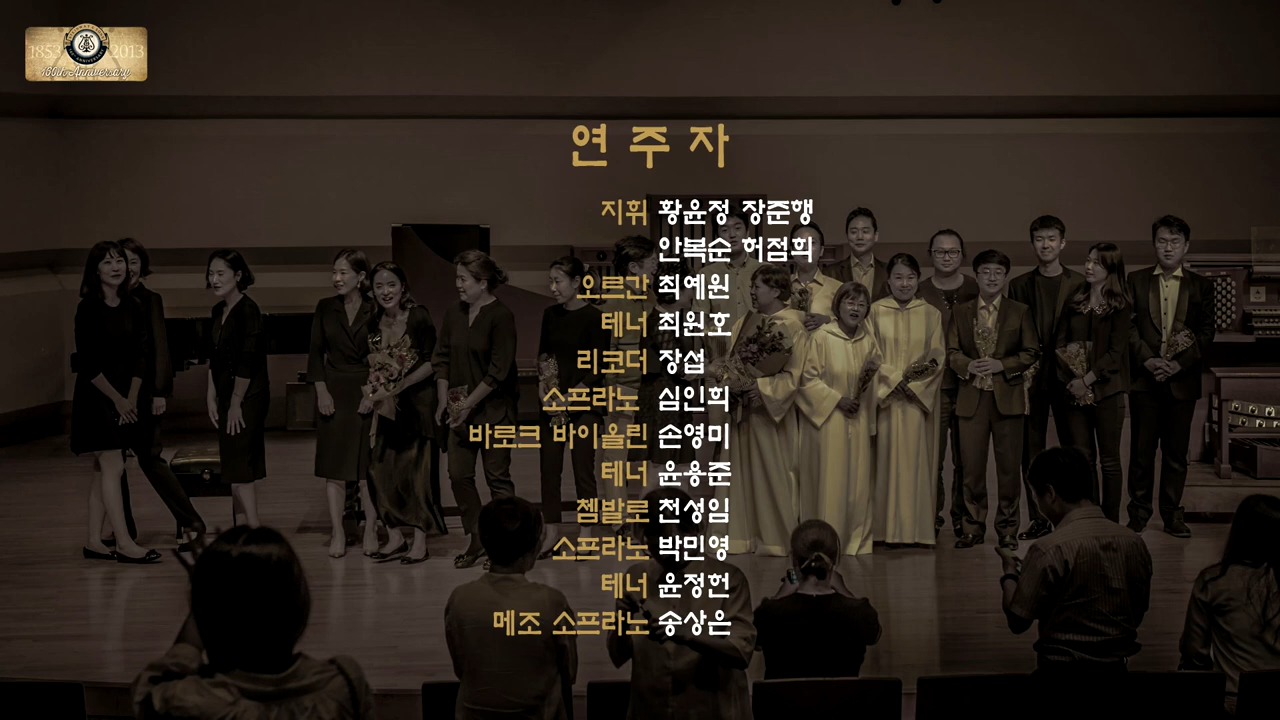 1853 2013
160th Anniversary
연 주 자
지휘 황윤정 장준행
안복순 허점희
오르간 최예원
테너 최원호
리코더 장섭
소프라노 심인희
바로크 바이올린 손영미
테너 윤용준
쳄발로 천성임
소프라노 박민영
테너 윤정헌
메조 소프라노 송상은